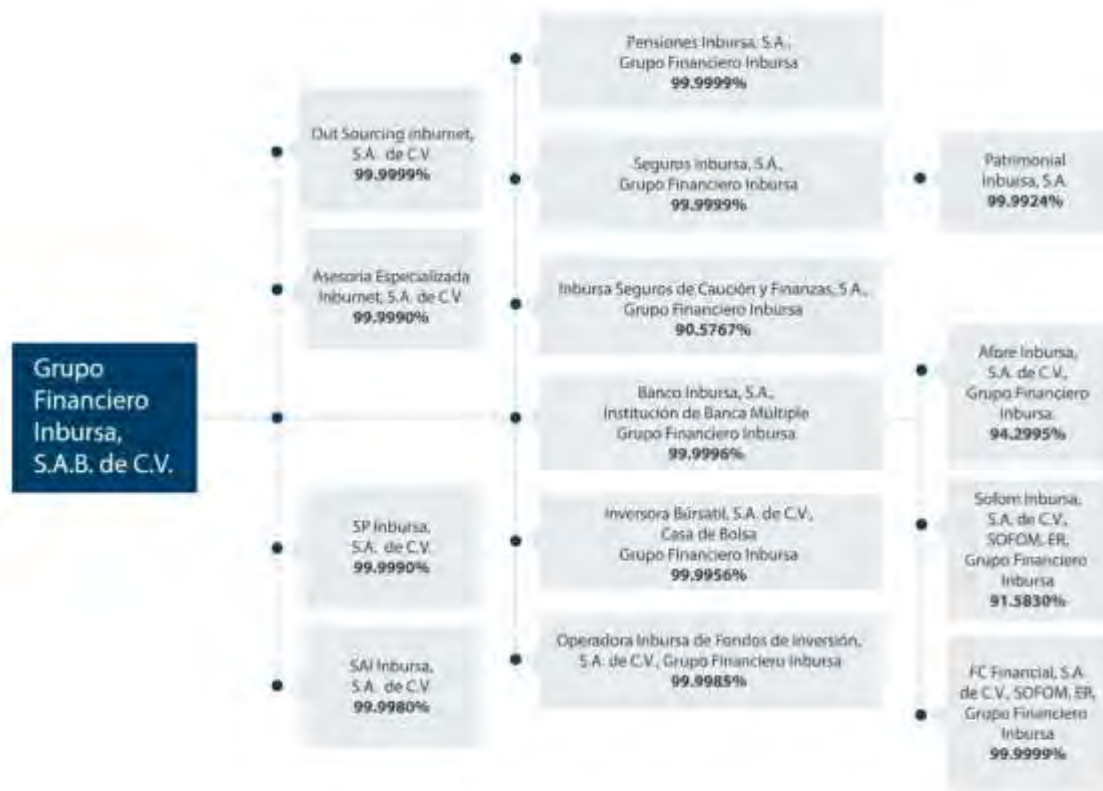 Grupo
Financiero
Inbursa,
S.A.B. de C.V.
Out Sourcing Inburnet,
S.A. de C.V.
99.9999%
Asesoria Especializada
Inburnet, S.A. de C.V.
99.9990%
SP Inbursa,
S.A. de C.V.
99.9990%
SAI Inbursa,
S.A. de C.V.
99.9980%
Pensiones Inbursa, S.A.,
Grupo Financiero Inbursa
99.9999%
Seguros Inbursa, S.A.,
Grupo Financiero Inbursa
99.9999%
Inbursa Seguros de Caución y Finanzas, S.A.,
Grupo Financiero Inbursa
90.5767%
Banco Inbursa, S.A.,
Institución de Banca Múltiple
Grupo Financiero Inbursa
99.9996%
Inversora Búrsatil, S.A. de C.V.,
Casa de Bolsa
Grupo Financiero Inbursa
99.9956%
Operadora Inbursa de Fondos de Inversión,
S.A. de C.V., Grupo Financiero Inbursa
99.9985%
Patrimonial
Inbursa, S.A.
99.9924%
Afore Inbursa,
S.A. de C.V.,
Grupo Financiero
Inbursa.
94.2995%
Sofom Inbursa,
S.A. de C.V.,
SOFOM, ER,
Grupo Financiero
Inbursa
91.5830%
FC Financial, S.A.
de C.V., SOFOM, ER,
Grupo Financiero
Inbursa
99.9999%